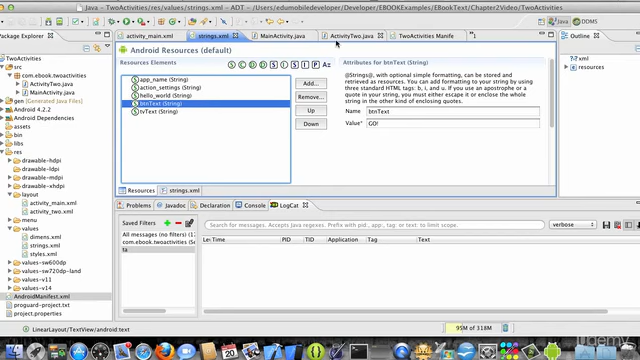 Java - TwoActivities/res/values/strings.xml - ADT - /Users/edumobiledeveloper/Developer/EBOOKExamples/EBookText/Chapter2Video/TwoActivities
Java
DDMS
Package Explorer
activity_main.xml
strings.xml
MainActivity.java
ActivityTwo.java
TwoActivities Manife
Outline
TwoActivities
src
com.ebook.twoactivities
ActivityTwo.java
MainActivity.java
gen [Generated Java Files]
Android 4.2
Android Dependencies
assets
bin
libs
res
drawable-hdpi
drawable-ldpi
drawable-mdpi
drawable-xhdpi
layout
activity_main.xml
activity_two.xml
menu
values
dimens.xml
strings.xml
styles.xml
values-sw600dp
values-sw720dp-land
values-v11
values-v14
AndroidManifest.xml
proguard-project.txt
project.properties
Android Resources (default)
Resources Elements
S C D D S I S I P Az
app_name (String)
action_settings (String)
hello_world (String)
btnText (String)
tvText (String)
Add...
Remove...
Up
Down
Attributes for btnText (String)
@Strings@, with optional simple formatting, can be stored and
retrieved as resources. You can add formatting to your string by
using three standard HTML tags: b, i, and u. If you use an apostrophe or a
quote in your string, you must either escape it or enclose the whole
string in the other kind of enclosing quotes.
Name btnText
Value* GO!
Resources
strings.xml
resources
Problems
Javadoc
Declaration
Console
LogCat
Saved Filters
All messages (no filters)
com.ebook.twoactivities
ta
Search for messages. Accepts Java regexes. Prefix with pid:, app:, tag: or text: to limit scope.
verbose
Le Time PID TID Application Tag Text
LinearLayout/TextView/android:text
95M of 318M
udemy